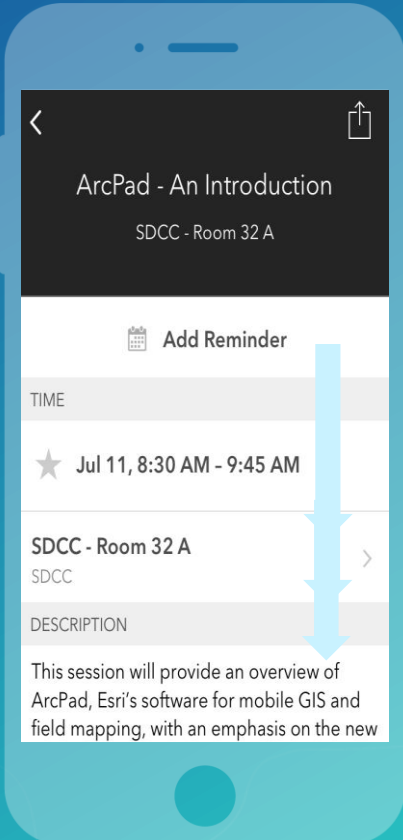 ArcPad - An Introduction
SDCC - Room 32 A
Add Reminder
TIME
Jul 11, 8:30 AM - 9:45 AM
SDCC - Room 32 A
SDCC
DESCRIPTION
This session will provide an overview of
ArcPad, Esri's software for mobile GIS and
field mapping, with an emphasis on the new